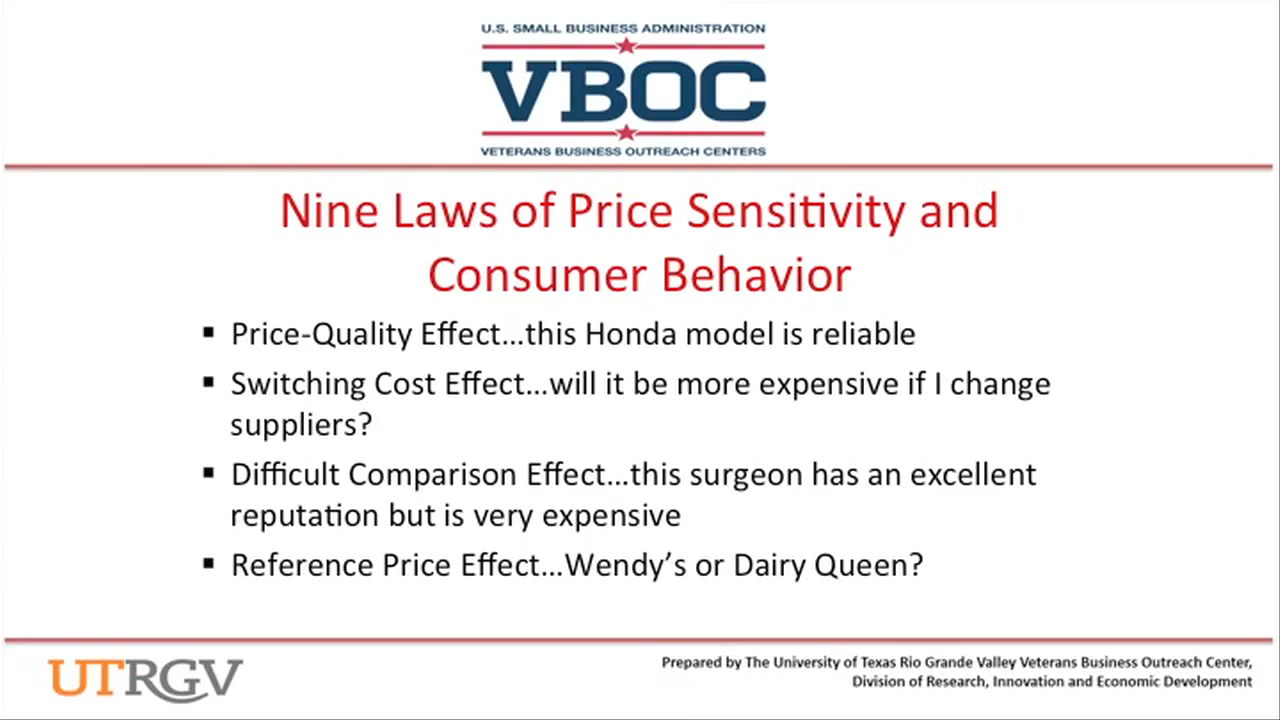 U.S. SMALL BUSINESS ADMINISTRATION
VBOC
VETERANS BUSINESS OUTREACH CENTERS
Nine Laws of Price Sensitivity and
Consumer Behavior
▪ Price-Quality Effect...this Honda model is reliable
▪ Switching Cost Effect...will it be more expensive if I change
suppliers?
▪ Difficult Comparison Effect...this surgeon has an excellent
reputation but is very expensive
▪ Reference Price Effect...Wendy’s or Dairy Queen?
UTRGV
Prepared by The University of Texas Rio Grande Valley Veterans Business Outreach Center,
Division of Research, Innovation and Economic Development